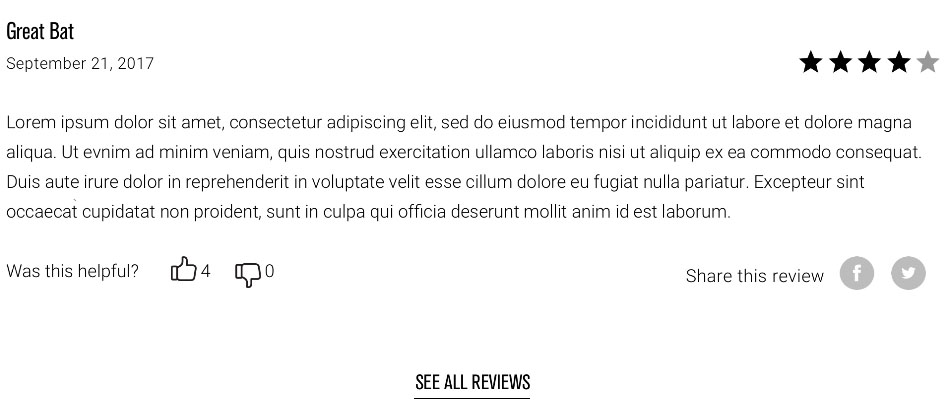 Great Bat
September 21, 2017
Lorem ipsum dolor sit amet, consectetur adipiscing elit, sed do eiusmod tempor incididunt ut labore et dolore magna
aliqua. Ut evnim ad minim veniam, quis nostrud exercitation ullamco laboris nisi ut aliquip ex ea commodo consequat.
Duis aute irure dolor in reprehenderit in voluptate velit esse cillum dolore eu fugiat nulla pariatur. Excepteur sint
occaecat cupidatat non proident, sunt in culpa qui officia deserunt mollit anim id est laborum.
Was this helpful? 4 0
Share this review
SEE ALL REVIEWS